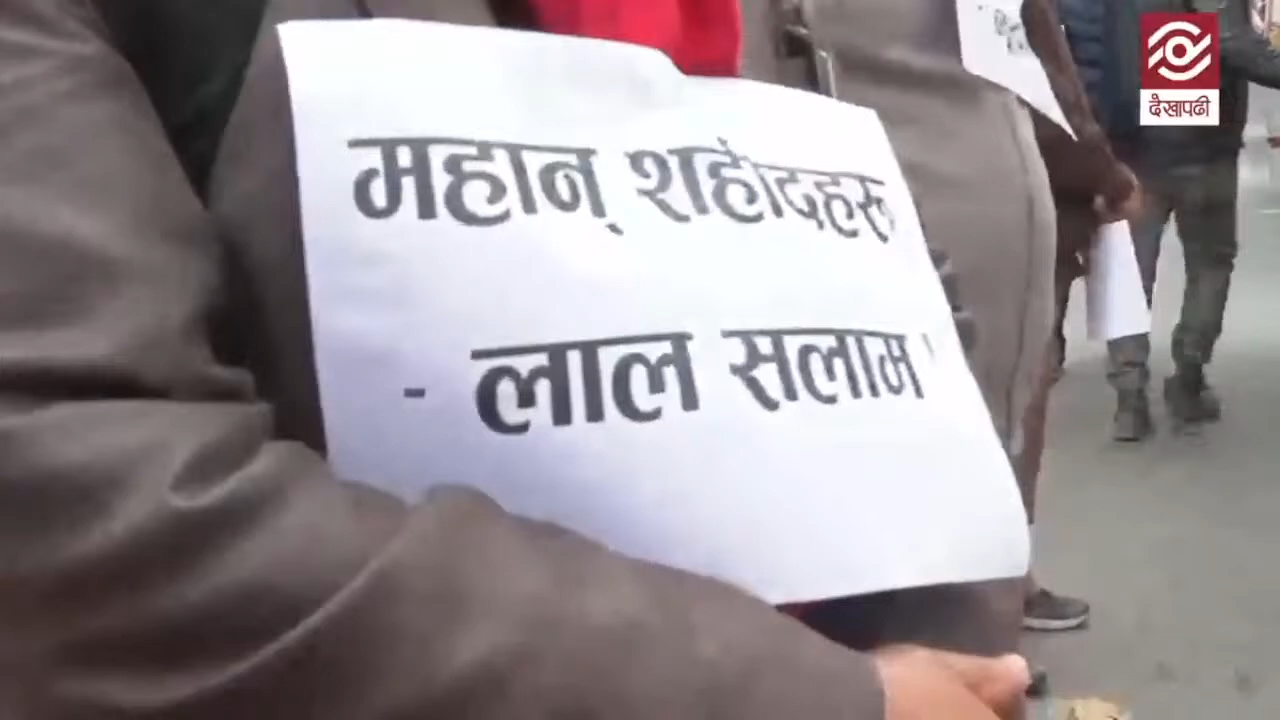 महान् शहीदहरू
- लाल सलाम !
देखापढी